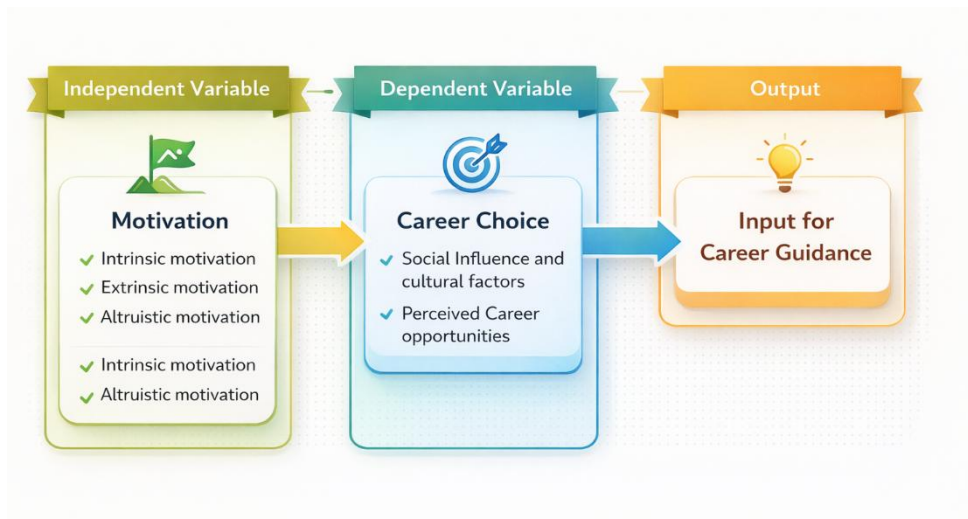 Independent Variable
Dependent Variable
Output
Motivation
Intrinsic motivation
Extrinsic motivation
Altruistic motivation
Intrinsic motivation
Altruistic motivation
Career Choice
Social Influence and
cultural factors
Perceived Career
opportunities
Input for
Career Guidance